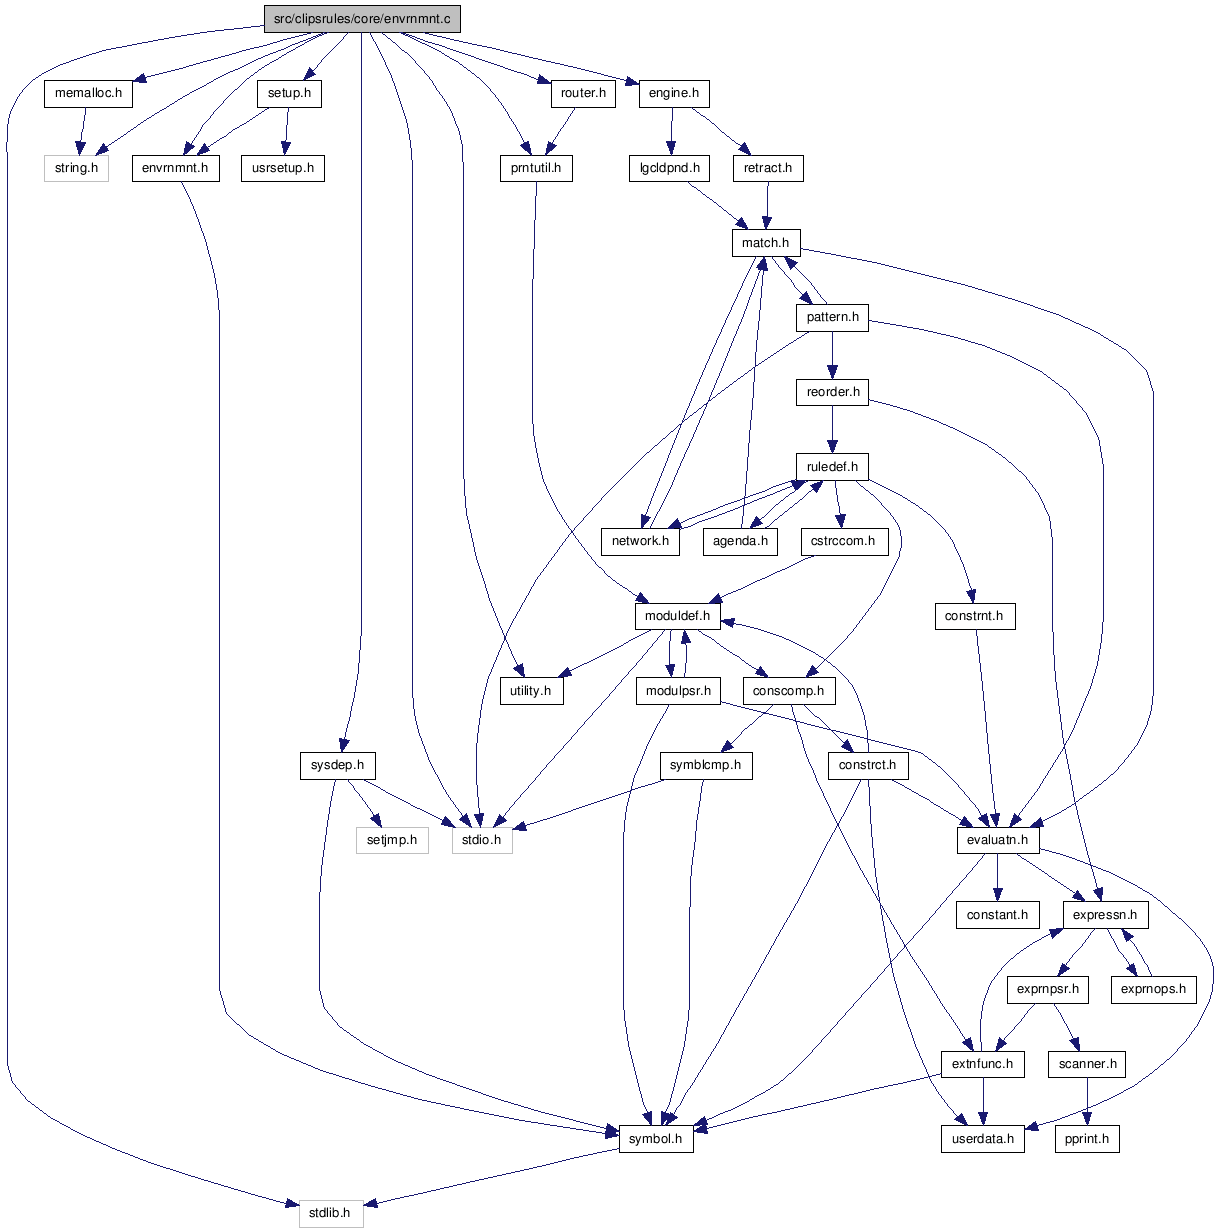 src/clipsrules/core/envrnmnt.c
memalloc.h
setup.h
router.h
engine.h
string.h
envrnmnt.h
usrsetup.h
prntutil.h
lgcldpnd.h
retract.h
match.h
pattern.h
reorder.h
ruledef.h
network.h
agenda.h
cstrccom.h
moduldef.h
constrnt.h
utility.h
modulpsr.h
conscomp.h
sysdep.h
symblcmp.h
constrct.h
setjmp.h
stdio.h
evaluatn.h
constant.h
expressn.h
exprnpsr.h
exprnops.h
extnfunc.h
scanner.h
symbol.h
userdata.h
pprint.h
stdlib.h